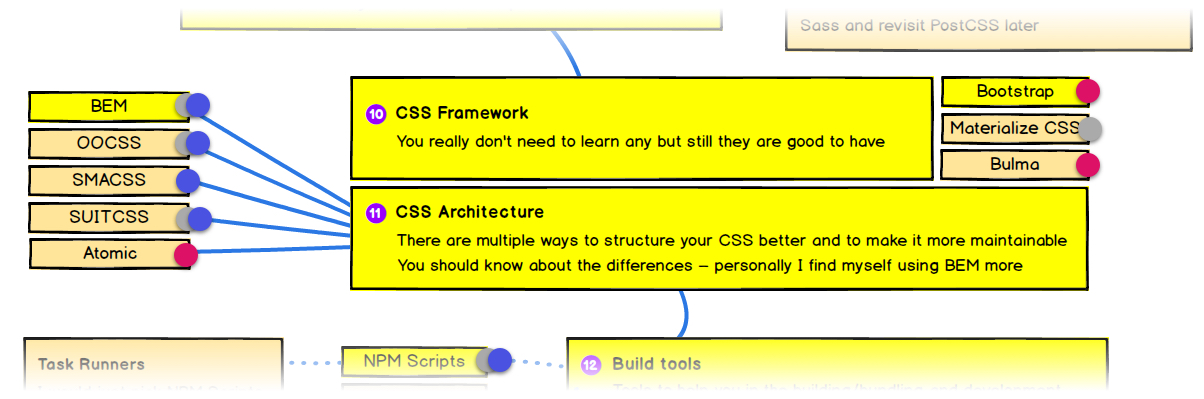 Sass and revisit PostCSS later
BEM
OOCSS
SMACSS
SUITCSS
Atomic
10 CSS Framework
You really don't need to learn any but still they are good to have
Bootstrap
Materialize CSS
Bulma
11 CSS Architecture
There are multiple ways to structure your CSS better and to make it more maintainable
You should know about the differences – personally I find myself using BEM more
Task Runners
NPM Scripts
12 Build tools